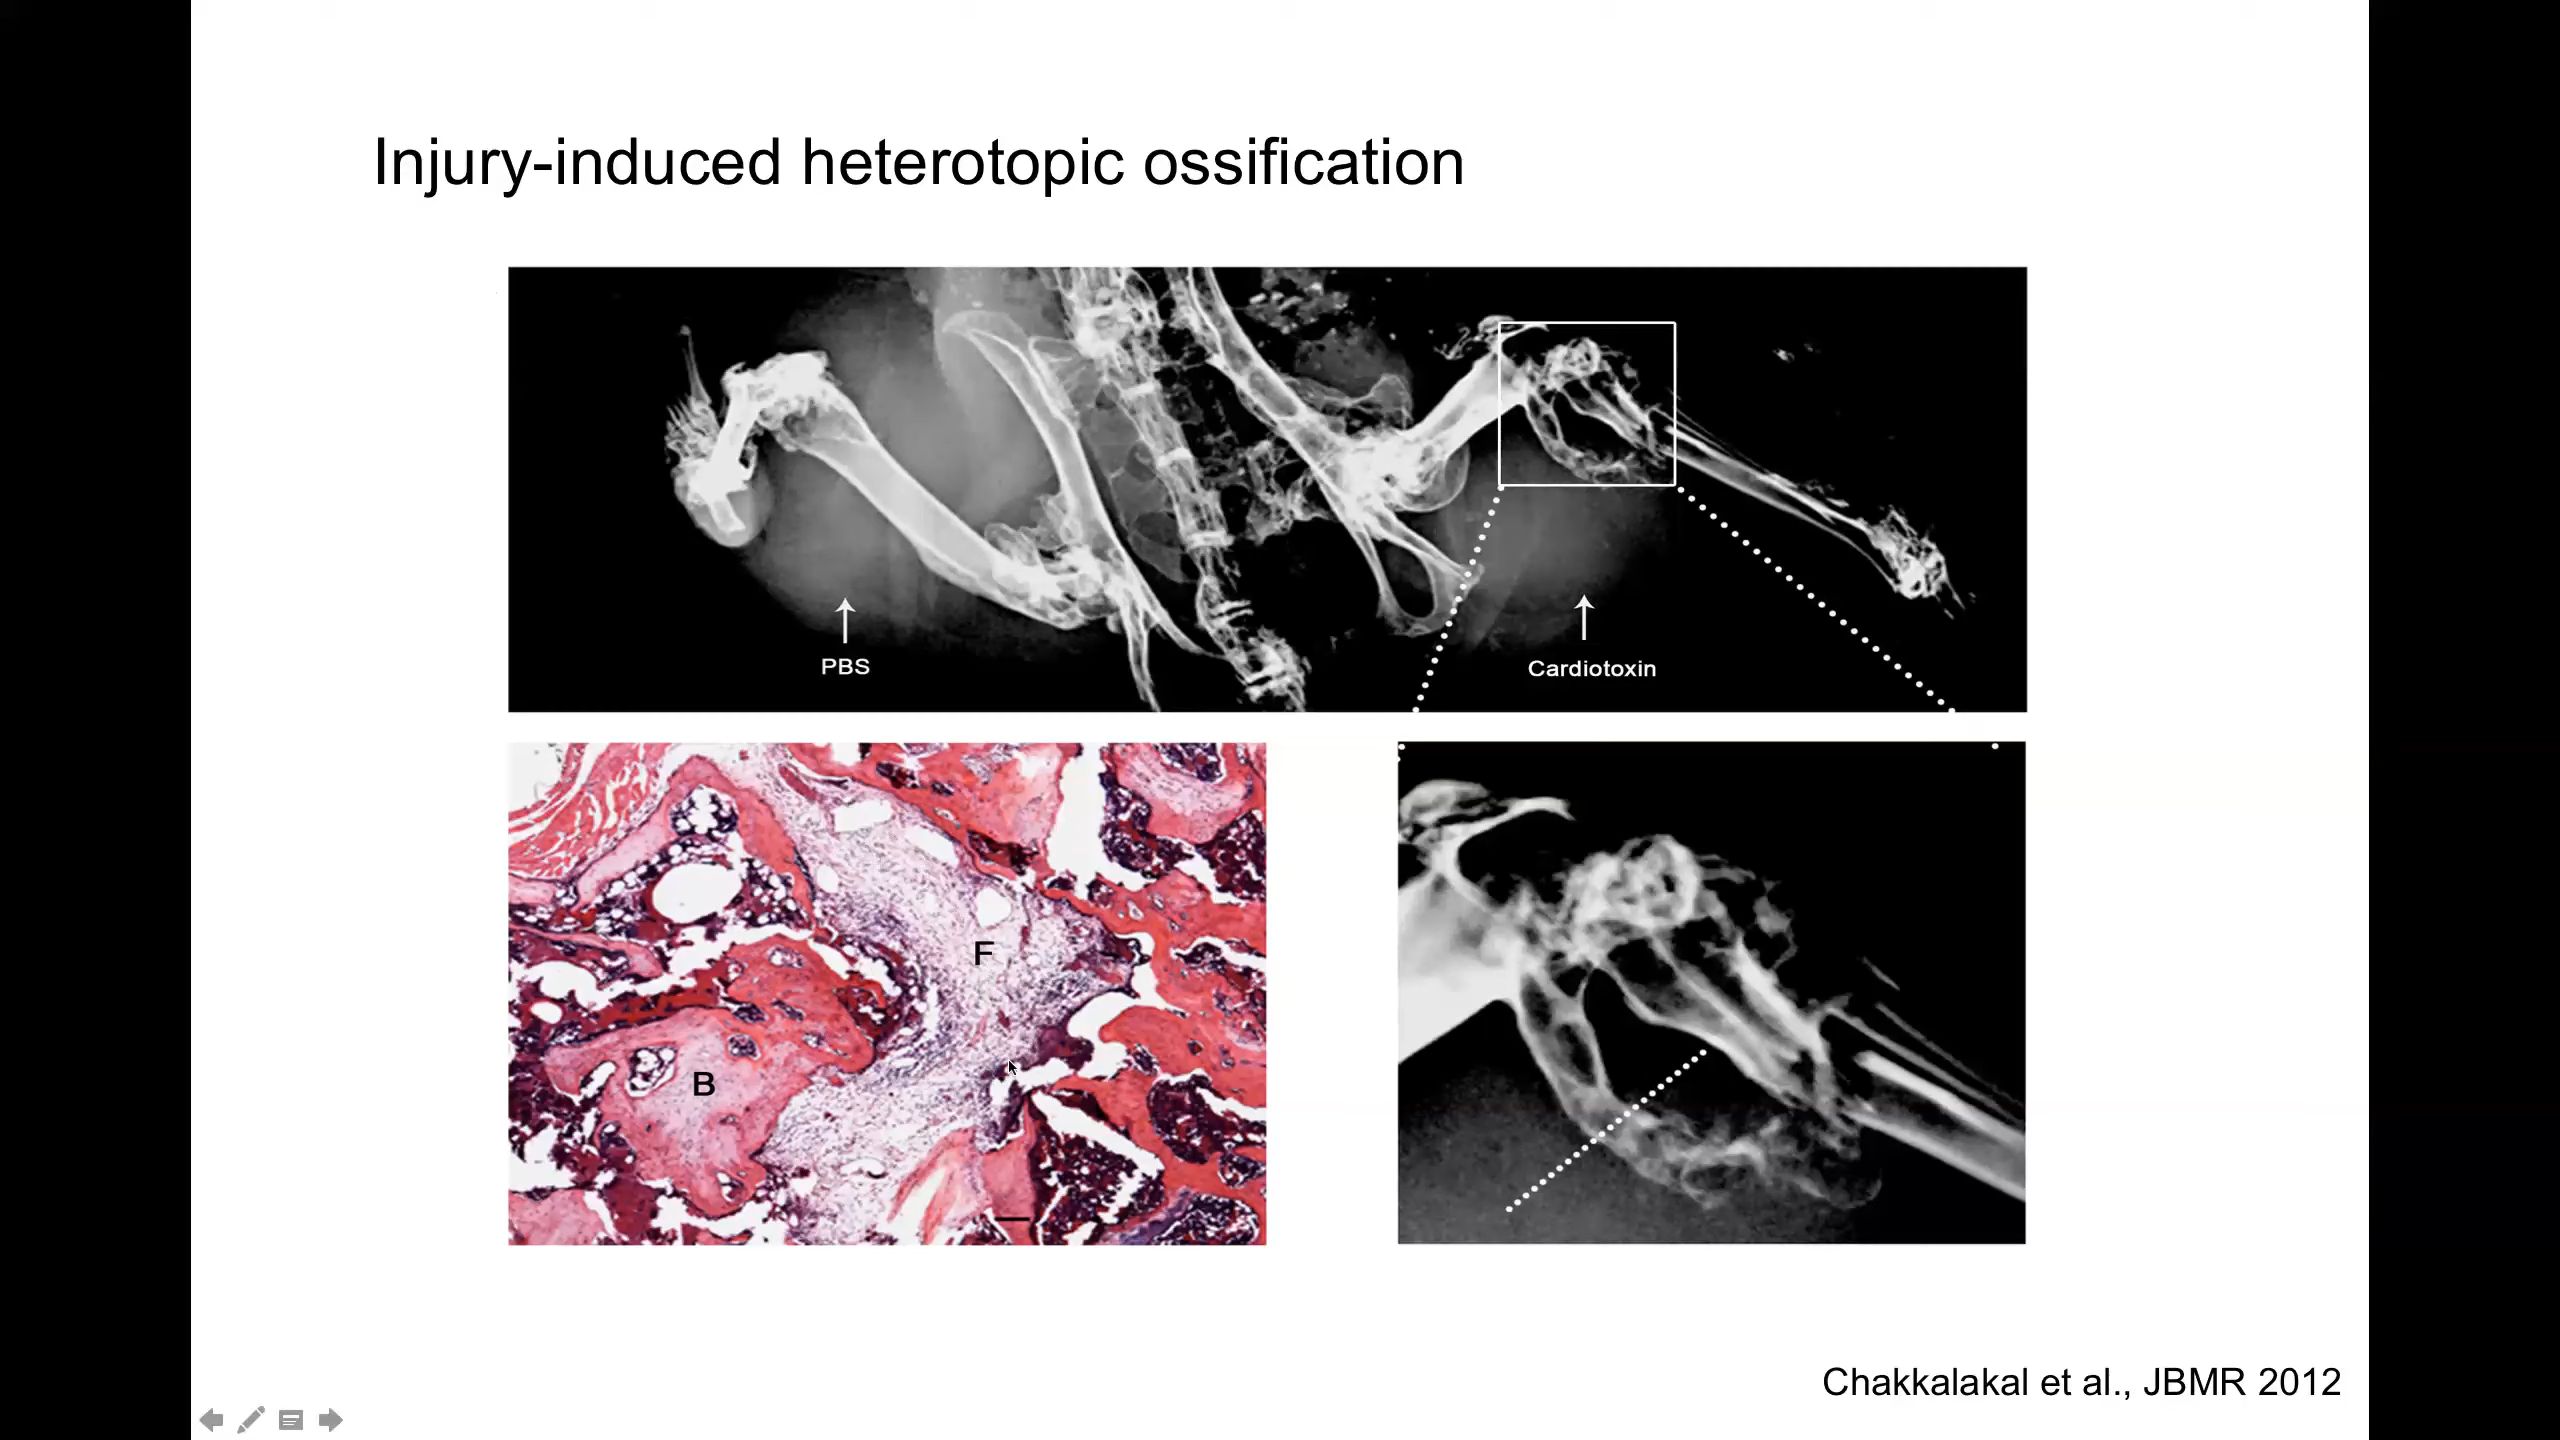 Injury-induced heterotopic ossification
PBS
Cardiotoxin
F
B
Chakkalakal et al., JBMR 2012